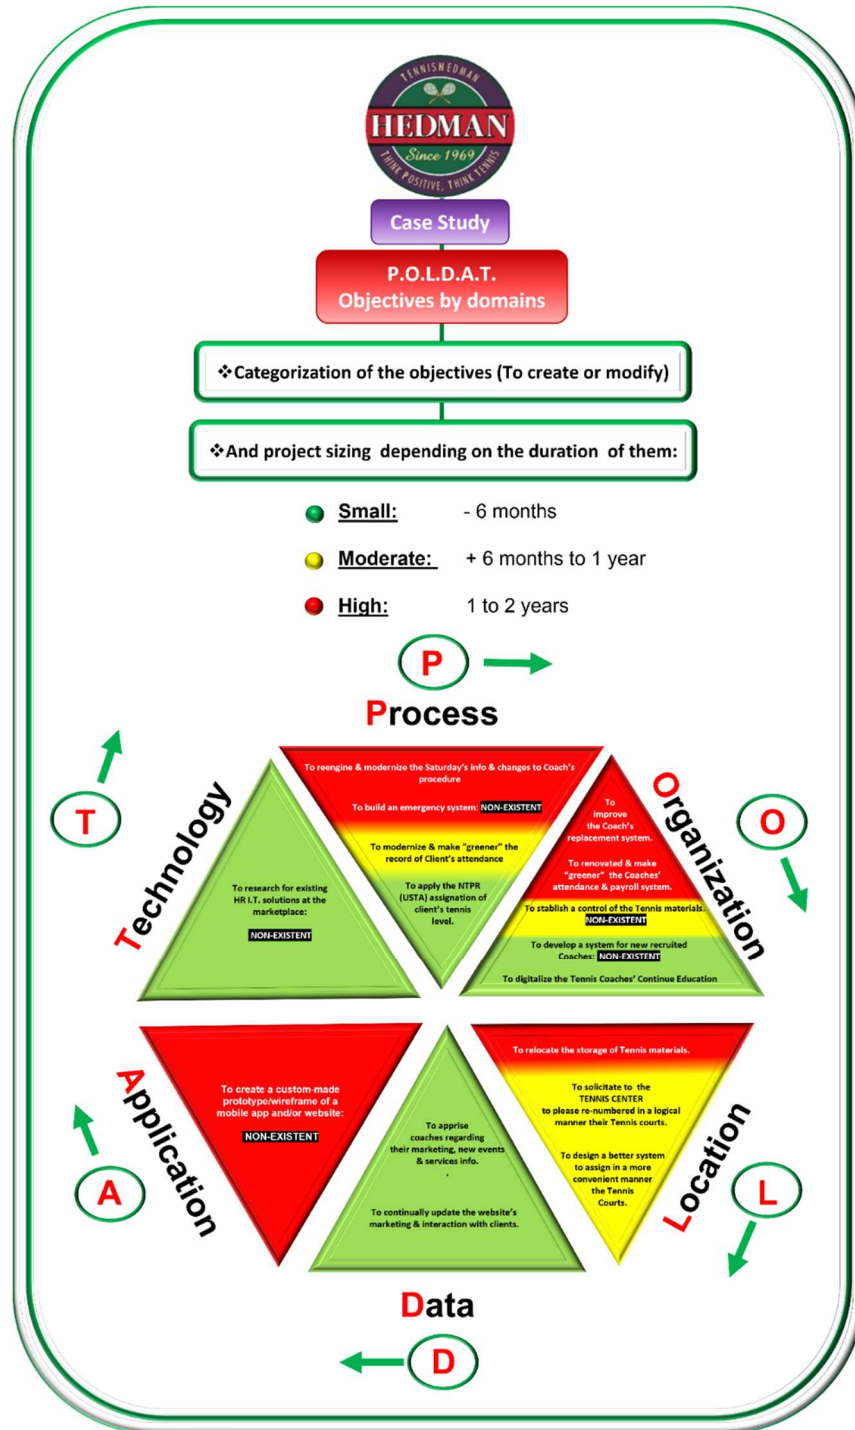 TENNISHEDMAN
HEDMAN
Since 1969
THINK POSITIVE, THINK TENNIS
Case Study
P.O.L.D.A.T.
Objectives by domains
❖Categorization of the objectives (To create or modify)
❖And project sizing depending on the duration of them:
Small: - 6 months
Moderate: + 6 months to 1 year
High: 1 to 2 years
P
Process
To reengine & modernize the Saturday's info & changes to Coach's
procedure
To build an emergency system: NON-EXISTENT
To modernize & make "greener" the
record of Client's attendance
To apply the NTPR
(USTA) assignation of
client's tennis
level.
O
Organization
To
improve
the Coach's
replacement system.
To renovated & make
"greener" the Coaches'
attendance & payroll system.
To stablish a control of the Tennis materials:
NON-EXISTENT
To develop a system for new recruited
Coaches: NON-EXISTENT
To digitalize the Tennis Coaches' Continue Education
L
Location
To relocate the storage of Tennis materials.
To solicitate to the
TENNIS CENTER
to please re-numbered in a logical
manner their Tennis courts.
To design a better system
to assign in a more
convenient manner
the Tennis
Courts.
D
Data
To apprise
coaches regarding
their marketing, new events
& services info.
.
To continually update the website's
marketing & interaction with clients.
A
Application
To create a custom-made
prototype/wireframe of a
mobile app and/or website:
NON-EXISTENT
T
Technology
To research for existing
HR I.T. solutions at the
marketplace:
NON-EXISTENT